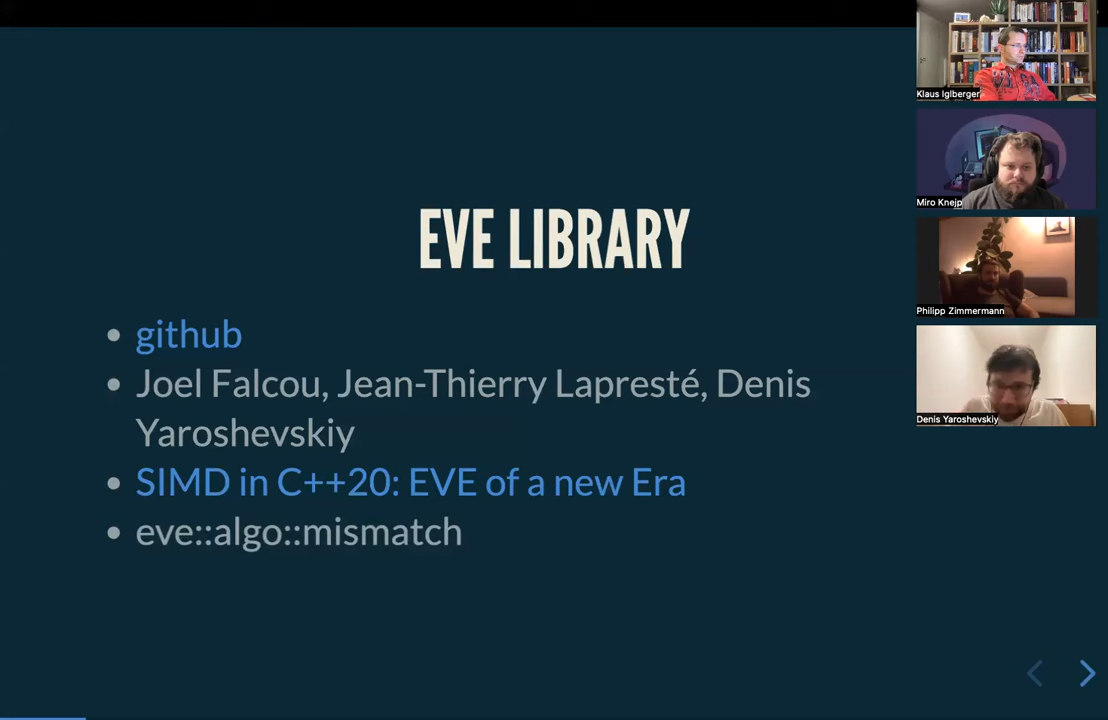 EVE LIBRARY
github
Joel Falcou, Jean-Thierry Lapresté, Denis
Yaroshevskiy
SIMD in C++20: EVE of a new Era
eve::algo::mismatch
Klaus Iglberger
Miro Knejp
Philipp Zimmermann
Denis Yaroshevskiy